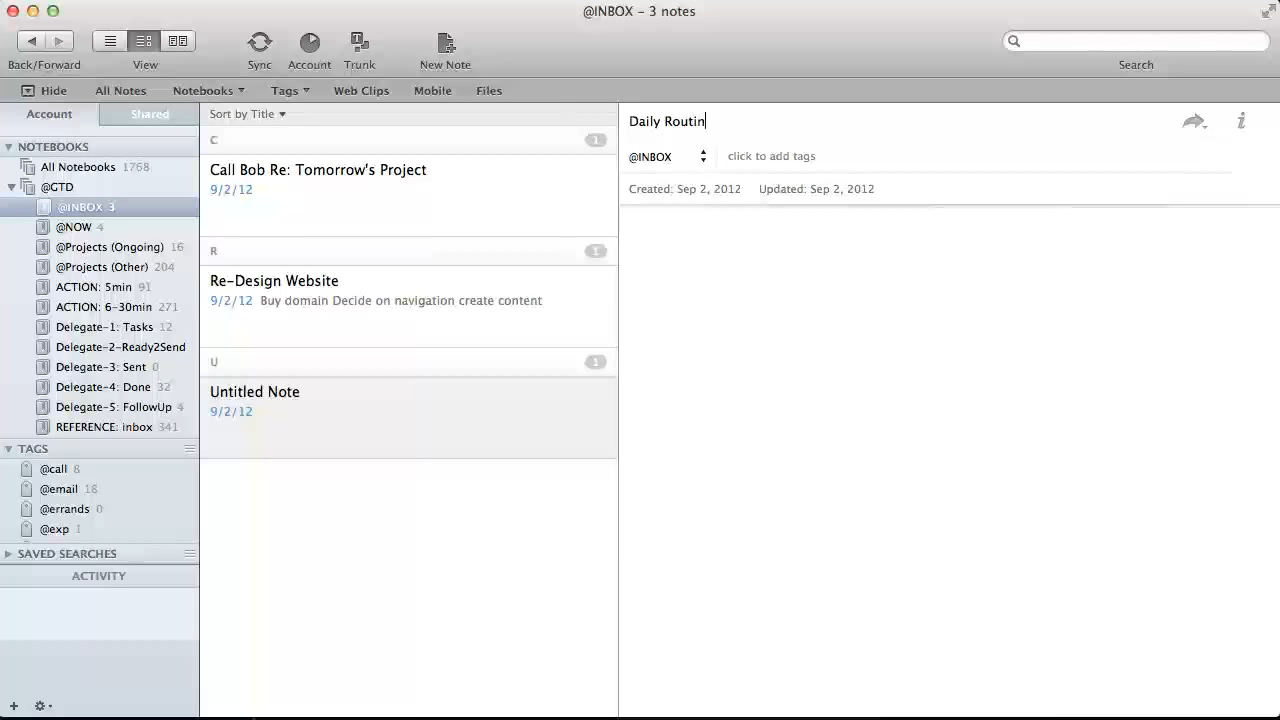 @INBOX – 3 notes
Back/Forward
View
Sync
Account
Trunk
New Note
Search
Hide
All Notes
Notebooks
Tags
Web Clips
Mobile
Files
Account
Shared
NOTEBOOKS
All Notebooks 1768
@GTD
@INBOX 3
@NOW 4
@Projects (Ongoing) 16
@Projects (Other) 204
ACTION: 5min 91
ACTION: 6-30min 271
Delegate-1: Tasks 12
Delegate-2-Ready2Send
Delegate-3: Sent 0
Delegate-4: Done 32
Delegate-5: FollowUp 4
REFERENCE: inbox 341
TAGS
@call 8
@email 18
@errands 0
@exp 1
SAVED SEARCHES
ACTIVITY
Sort by Title
C 1
Call Bob Re: Tomorrow's Project
9/2/12
R 1
Re-Design Website
9/2/12 Buy domain Decide on navigation create content
U 1
Untitled Note
9/2/12
Daily Routin
@INBOX
click to add tags
Created: Sep 2, 2012 Updated: Sep 2, 2012